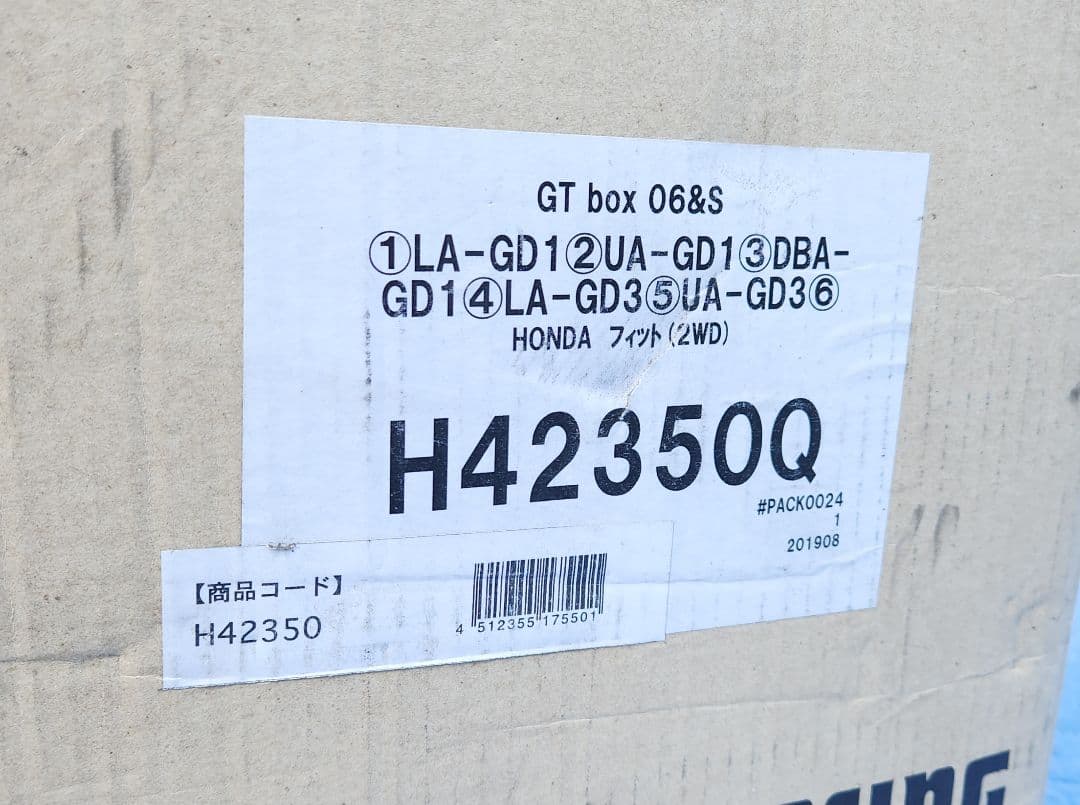 GT box 06&S
①LA-GD1②UA-GD1③DBA-
GD1④LA-GD3⑤UA-GD3⑥
HONDA フィット(2WD)
H42350Q
#PACK0024
1
201908
【商品コード】
H42350
4 512355 175501